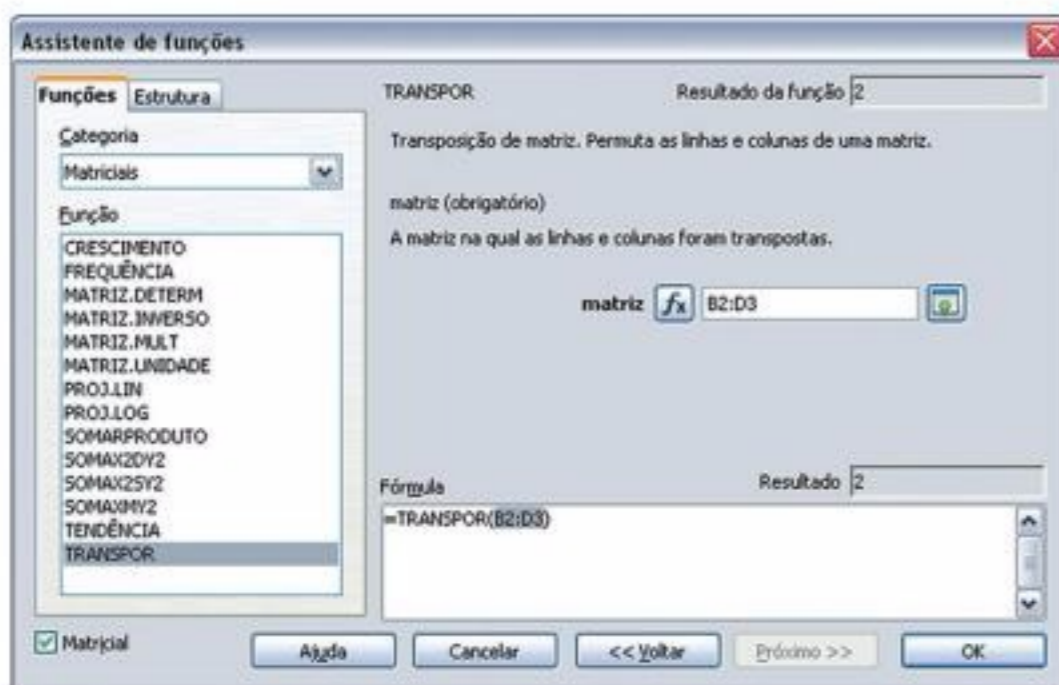 Assistente de funções
Funções Estrutura
Categoria
Matriciais
Função
CRESCIMENTO
FREQUÊNCIA
MATRIZ.DETERM
MATRIZ.INVERSO
MATRIZ.MULT
MATRIZ.UNIDADE
PROJ.LIN
PROJ.LOG
SOMARPRODUTO
SOMAX2DY2
SOMAX2SY2
SOMAXMY2
TENDÊNCIA
TRANSPOR
TRANSPOR Resultado da função 2
Transposição de matriz. Permuta as linhas e colunas de uma matriz.
matriz (obrigatório)
A matriz na qual as linhas e colunas foram transpostas.
matriz fx B2:D3
Fórmula Resultado 2
=TRANSPOR(B2:D3)
Matricial Ajuda Cancelar << Voltar Próximo >> OK